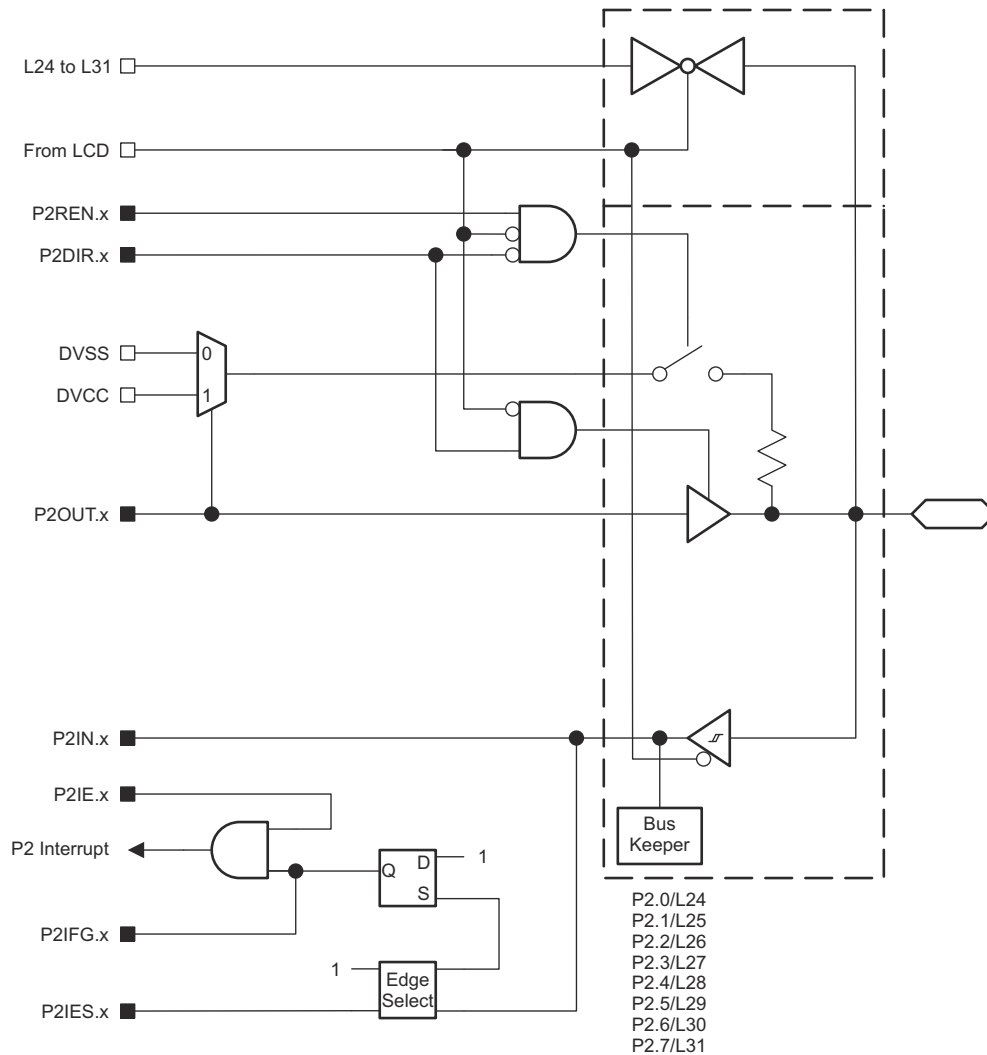 L24 to L31
From LCD
P2REN.x
P2DIR.x
DVSS
0
DVCC
1
P2OUT.x
P2IN.x
P2IE.x
Bus
Keeper
P2 Interrupt
D
1
Q
S
P2IFG.x
1
Edge
Select
P2IES.x
P2.0/L24
P2.1/L25
P2.2/L26
P2.3/L27
P2.4/L28
P2.5/L29
P2.6/L30
P2.7/L31